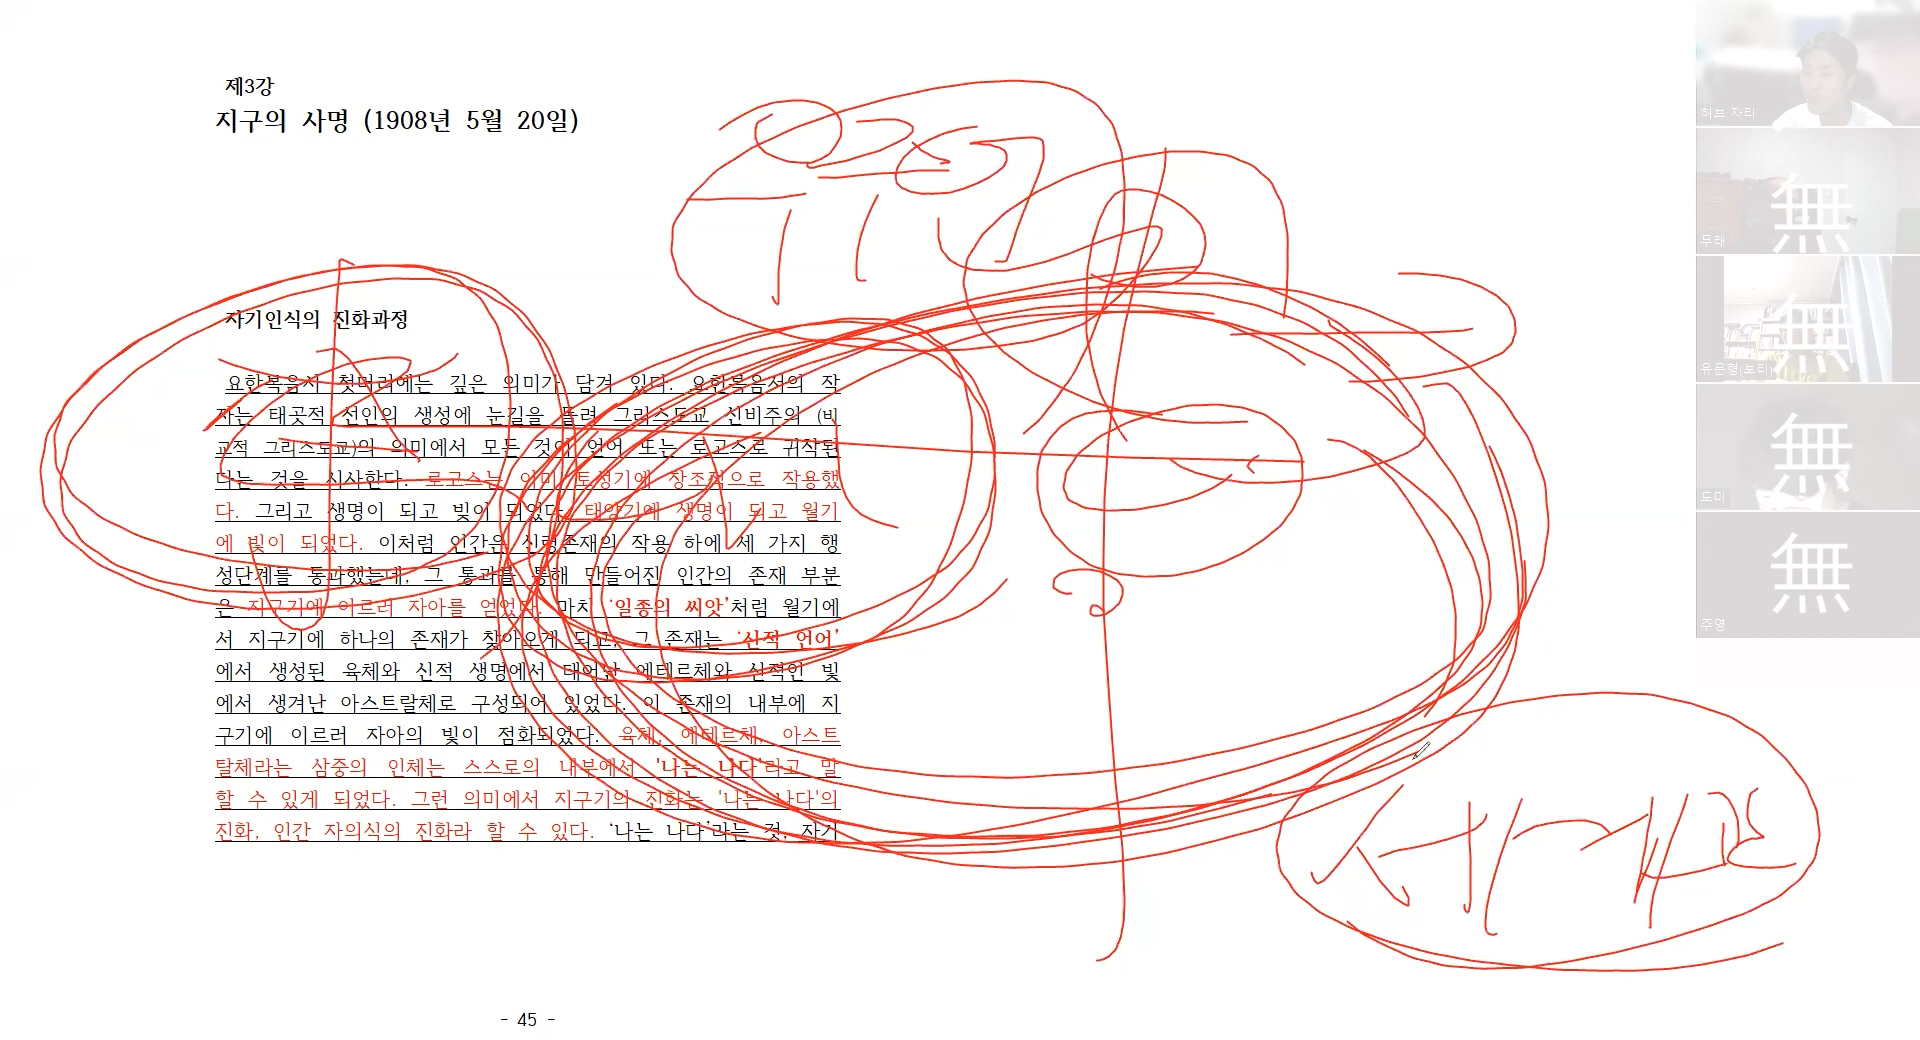 제3강
지구의 사명 (1908년 5월 20일)
자기인식의 진화과정
요한복음서 첫머리에는 깊은 의미가 담겨 있다. 요한복음서의 작
자는 태곳적 선인의 생성에 눈길을 돌려 그리스도교 신비주의 (비
교적 그리스도교)의 의미에서 모든 것이 언어 또는 로고스로 귀착된
다는 것을 시사한다. 로고스는 이미 토성기에 창조적으로 작용했
다. 그리고 생명이 되고 빛이 되었다. 태양기에 생명이 되고 월기
에 빛이 되었다. 이처럼 인간은 신령존재의 작용 하에 세 가지 행
성단계를 통과했는데, 그 통과를 통해 만들어진 인간의 존재 부분
은 지구기에 이르러 자아를 얻었다. 마치 ‘일종의 씨앗’처럼 월기에
서 지구기에 하나의 존재가 찾아오게 되고, 그 존재는 ‘신적 언어’
에서 생성된 육체와 신적 생명에서 태어난 에테르체와 신적인 빛
에서 생겨난 아스트랄체로 구성되어 있었다. 이 존재의 내부에 지
구기에 이르러 자아의 빛이 점화되었다. 육체, 에테르체, 아스트
랄체라는 삼중의 인체는 스스로의 내부에서 '나는 나다'라고 말
할 수 있게 되었다. 그런 의미에서 지구기의 진화는 '나는 나다'의
진화, 인간 자의식의 진화라 할 수 있다. ‘나는 나다’라는 것, 자기
세계관
- 45 -
허브 자리
無
무래
無
유문형(보리)
無
도미
無
주영